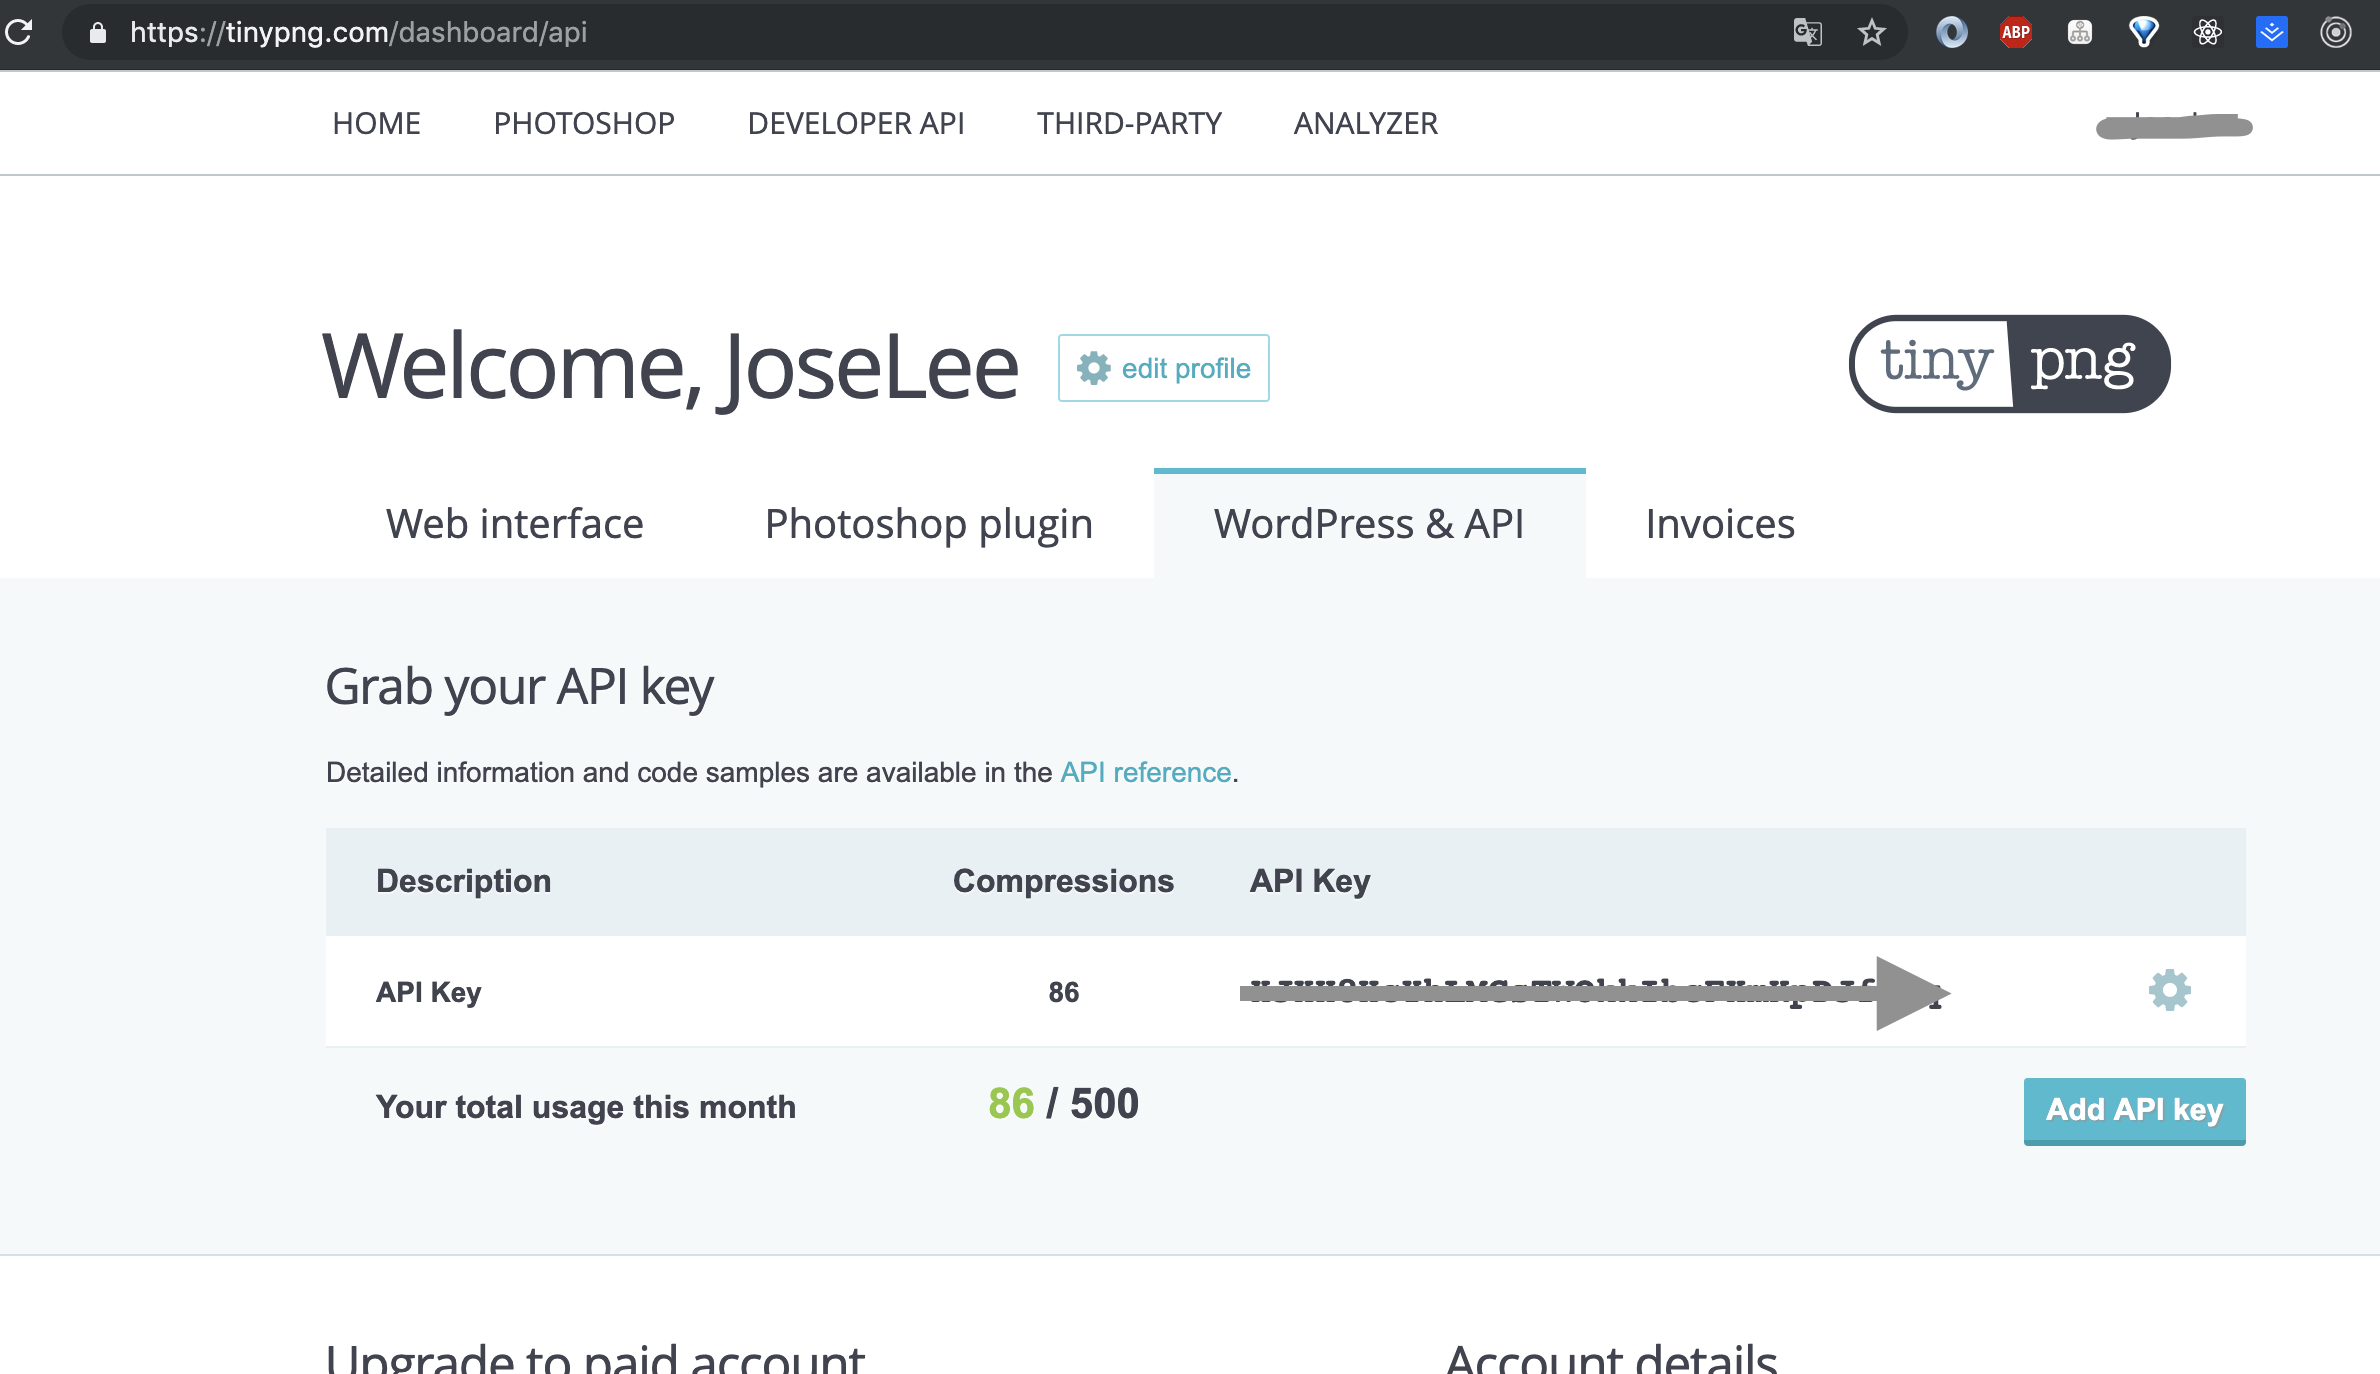 https://tinypng.com/dashboard/api
ABP
HOME PHOTOSHOP DEVELOPER API THIRD-PARTY ANALYZER
Welcome, JoseLee edit profile
tiny png
Web interface Photoshop plugin WordPress & API Invoices
Grab your API key
Detailed information and code samples are available in the API reference.
Description Compressions API Key
API Key 86
Your total usage this month 86 / 500 Add API key
Upgrade to paid account Account details